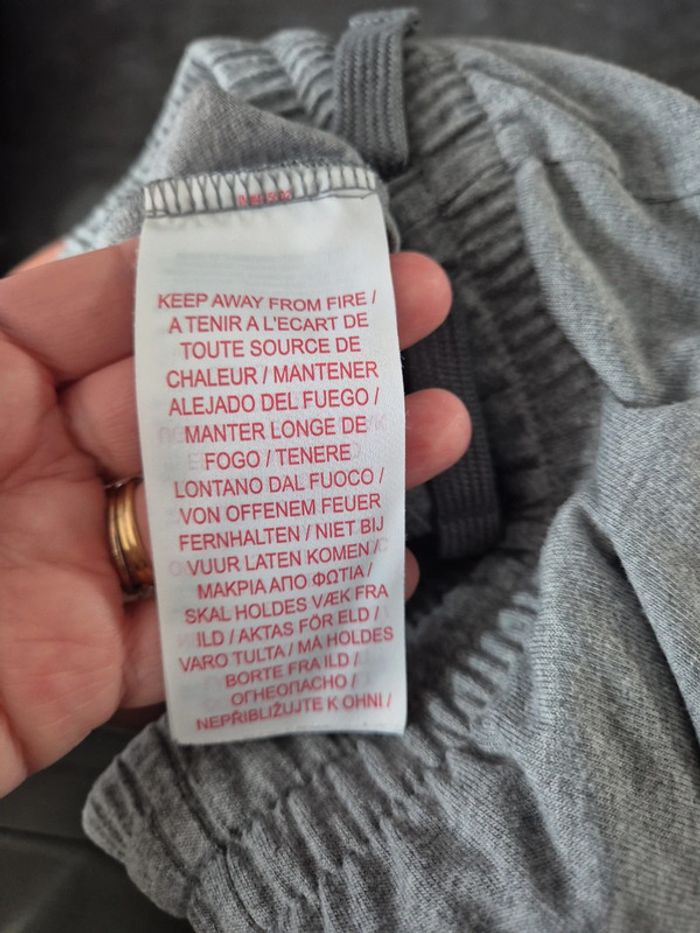 KEEP AWAY FROM FIRE /
A TENIR A L'ECART DE
TOUTE SOURCE DE
CHALEUR / MANTENER
ALEJADO DEL FUEGO /
MANTER LONGE DE
FOGO / TENERE
LONTANO DAL FUOCO /
VON OFFENEM FEUER
FERNHALTEN / NIET BIJ
VUUR LATEN KOMEN /
ΜΑΚΡΙΑ ΑΠΟ ΦΩΤΙΑ /
SKAL HOLDES VÆK FRA
ILD / AKTAS FÖR ELD /
VARO TULTA / MÅ HOLDES
BORTE FRA ILD /
ОГНЕОПАСНО /
NEPŘIBLIŽUJTE K OHNI /